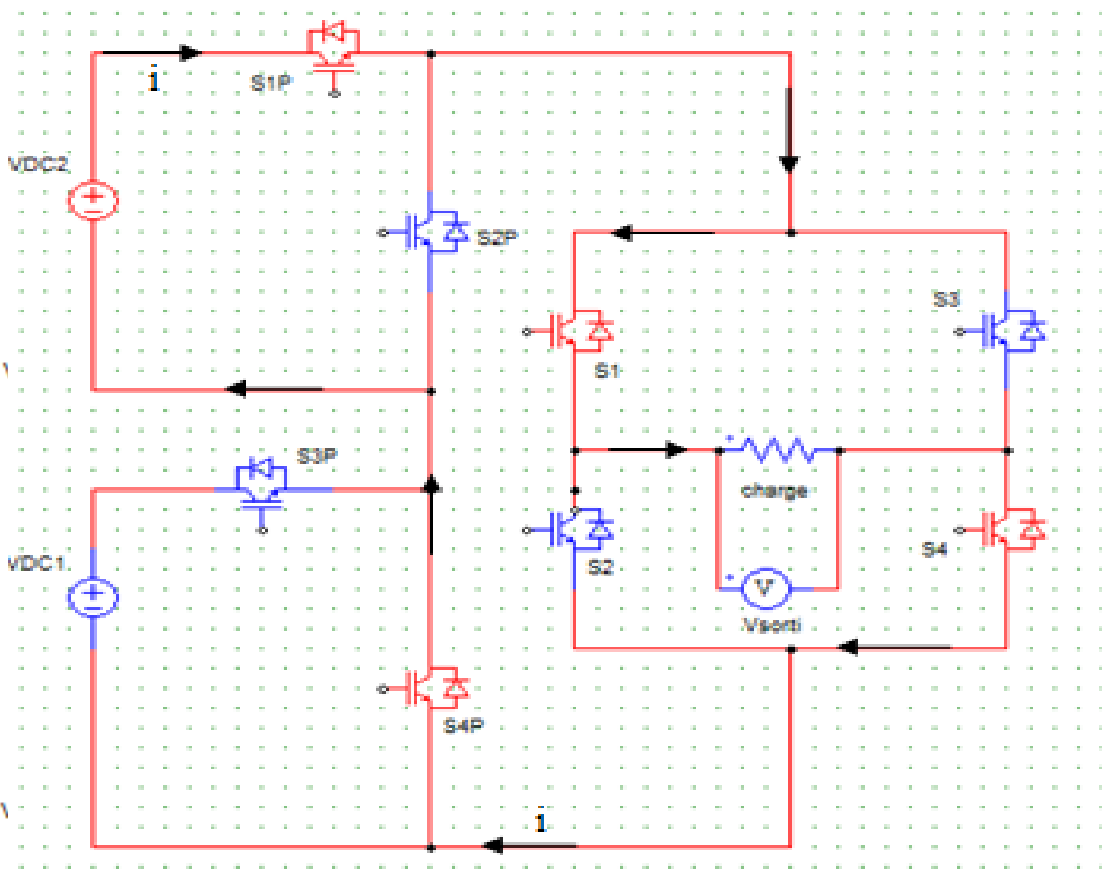 i
S1P
VDC2
S2P
S3
S1
S3P
charge
VDC1
S4
S2
V
Vsorti
S4P
i